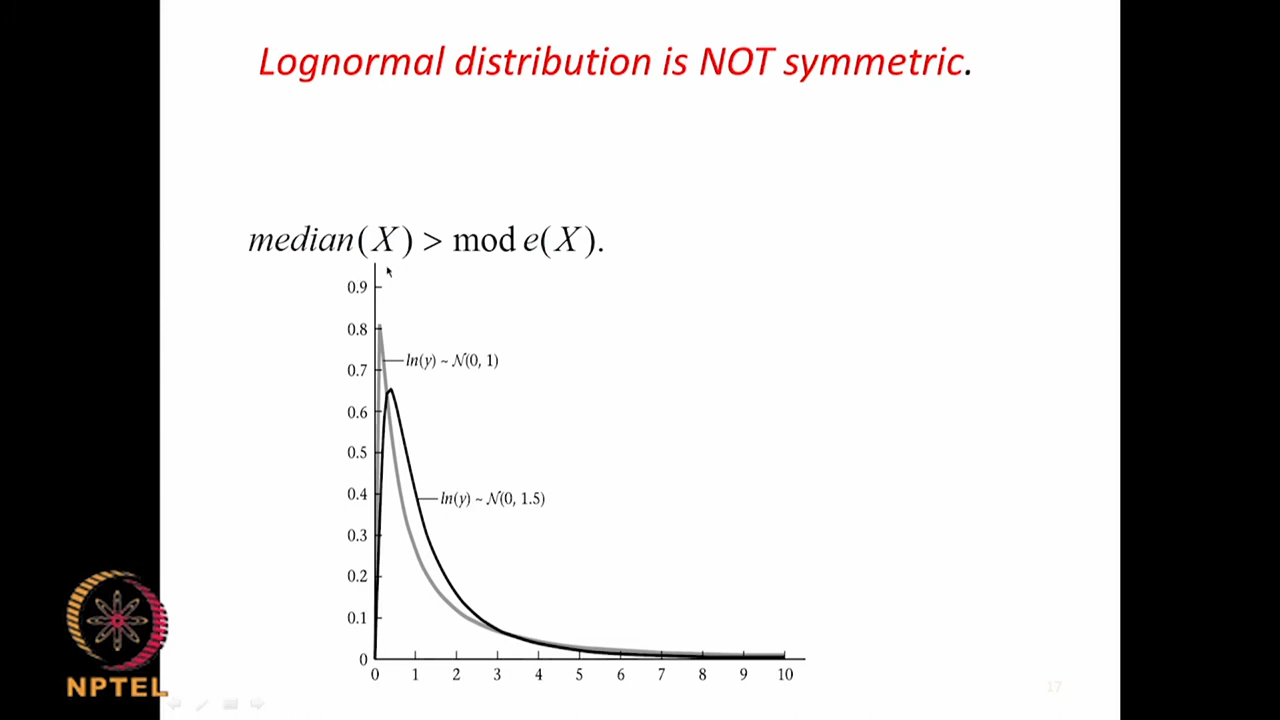 Lognormal distribution is NOT symmetric.
median(X) > mod e(X).
0.9
0.8
ln(y) ~ N(0, 1)
0.7
0.6
0.5
0.4
ln(y) ~ N(0, 1.5)
0.3
0.2
0.1
0
0 1 2 3 4 5 6 7 8 9 10
NPTEL
17